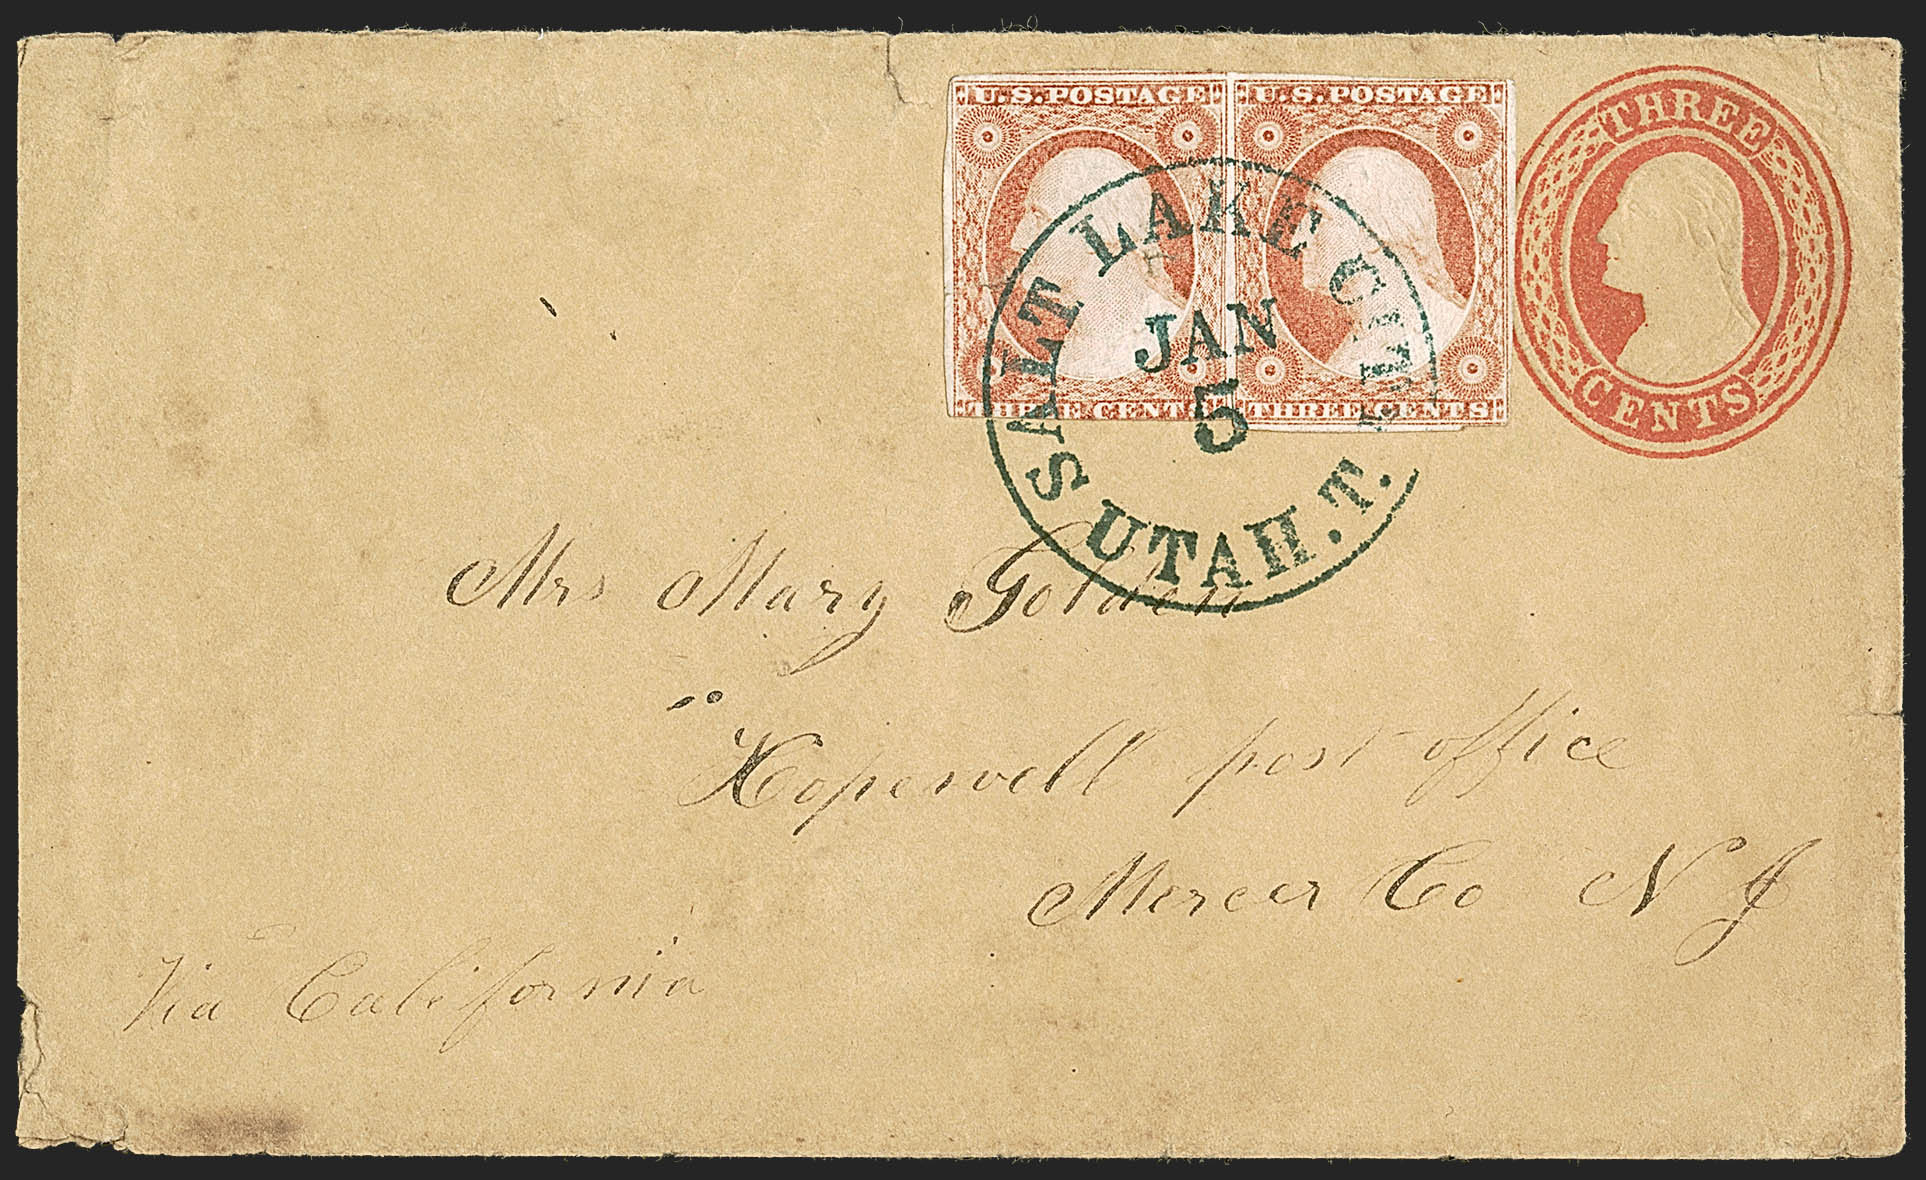 U.S. POSTAGE
THREE CENTS
U.S. POSTAGE
THREE CENTS
THREE
CENTS
SALT LAKE CITY
UTAH.T.
JAN
5
Mrs Mary Golden
Hopewell post office
Mercer Co N J
Via California